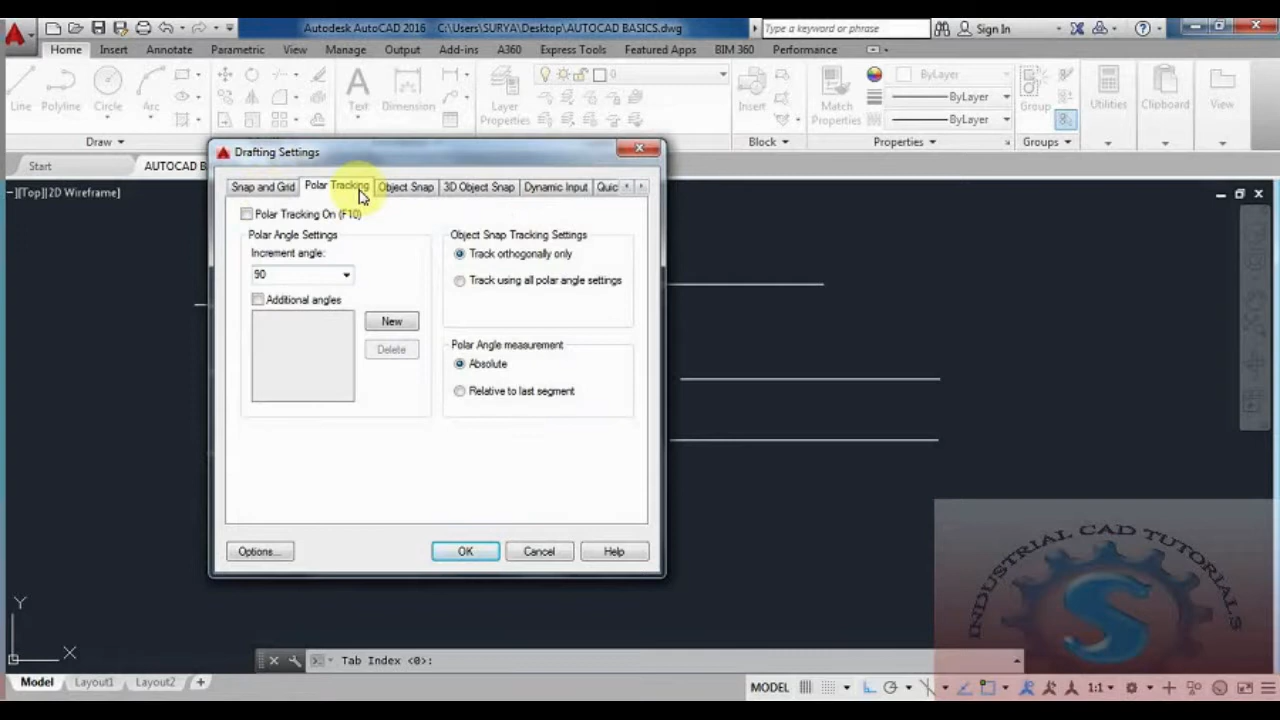 Autodesk AutoCAD 2016 C:\Users\SURYA\Desktop\AUTOCAD BASICS.dwg
Type a keyword or phrase
Sign In
Home Insert Annotate Parametric View Manage Output Add-ins A360 Express Tools Featured Apps BIM 360 Performance
Line Polyline Circle Arc
Text Dimension
Layer Properties
0
Insert
Match Properties
ByLayer
ByLayer
ByLayer
Group
Utilities
Clipboard
View
Draw
Block
Properties
Groups
Start
AUTOCAD B
[Top][2D Wireframe]
Drafting Settings
Snap and Grid Polar Tracking Object Snap 3D Object Snap Dynamic Input Quic
Polar Tracking On (F10)
Polar Angle Settings
Increment angle:
90
Additional angles
New
Delete
Object Snap Tracking Settings
Track orthogonally only
Track using all polar angle settings
Polar Angle measurement
Absolute
Relative to last segment
Options...
OK
Cancel
Help
Y
X
Tab Index <0>:
INDUSTRIAL CAD TUTORIALS
S
Model Layout1 Layout2 +
MODEL
1:1